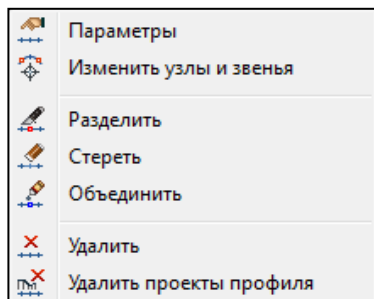 Параметры
Изменить узлы и звенья
Разделить
Стереть
Объединить
Удалить
Удалить проекты профиля